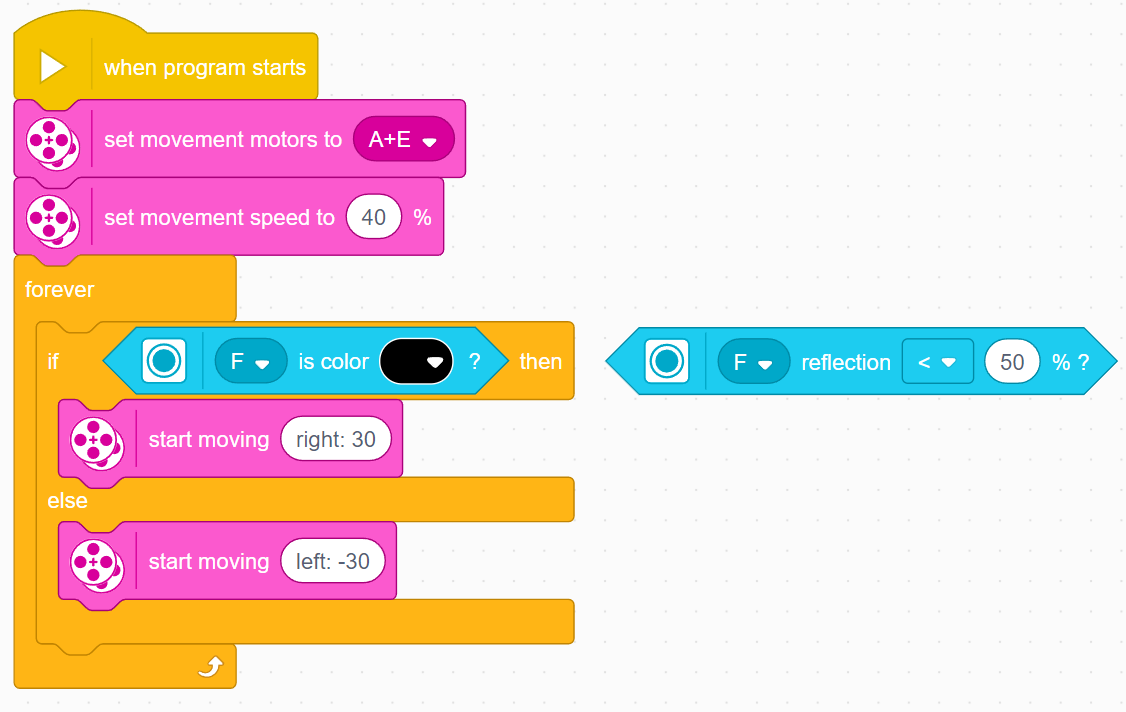 when program starts
set movement motors to A+E
set movement speed to 40 %
forever
if F is color ? then
F reflection < 50 % ?
start moving right: 30
else
start moving left: -30